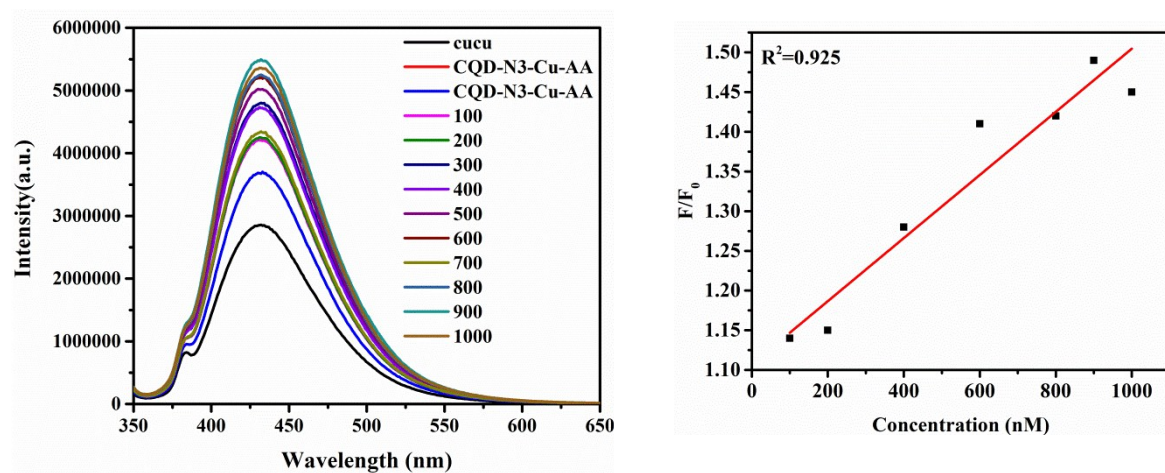 6000000
5000000
4000000
3000000
2000000
1000000
0
Intensity(a.u.)
350 400 450 500 550 600 650
Wavelength (nm)
cucu
CQD-N3-Cu-AA
CQD-N3-Cu-AA
100
200
300
400
500
600
700
800
900
1000
R²=0.925
1.50
1.45
1.40
1.35
1.30
1.25
1.20
1.15
1.10
F/F₀
0 200 400 600 800 1000
Concentration (nM)